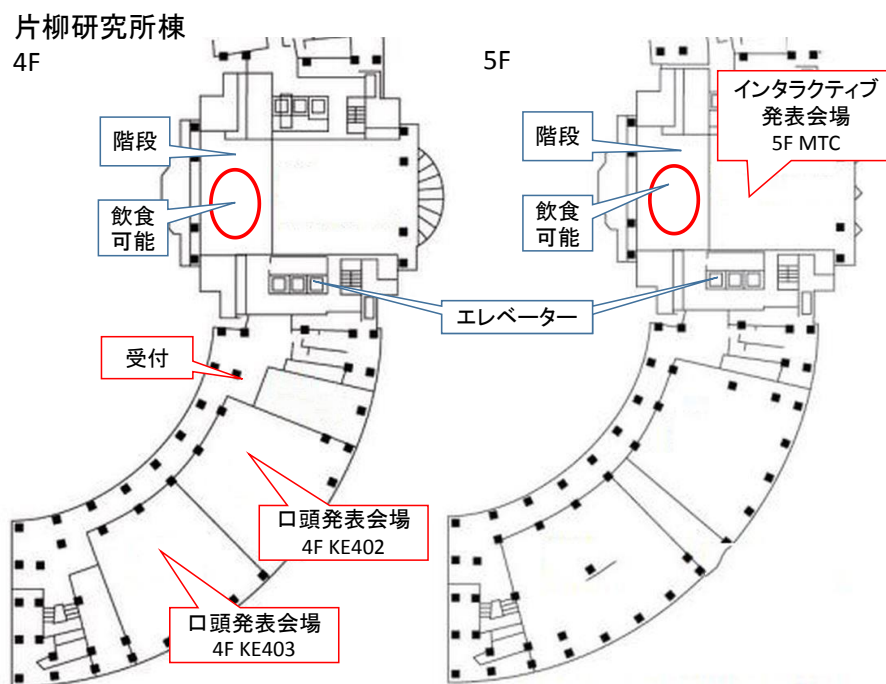 片柳研究所棟
4F
階段
飲食
可能
受付
口頭発表会場
4F KE402
口頭発表会場
4F KE403
エレベーター
5F
階段
飲食
可能
インタラクティブ
発表会場
5F MTC